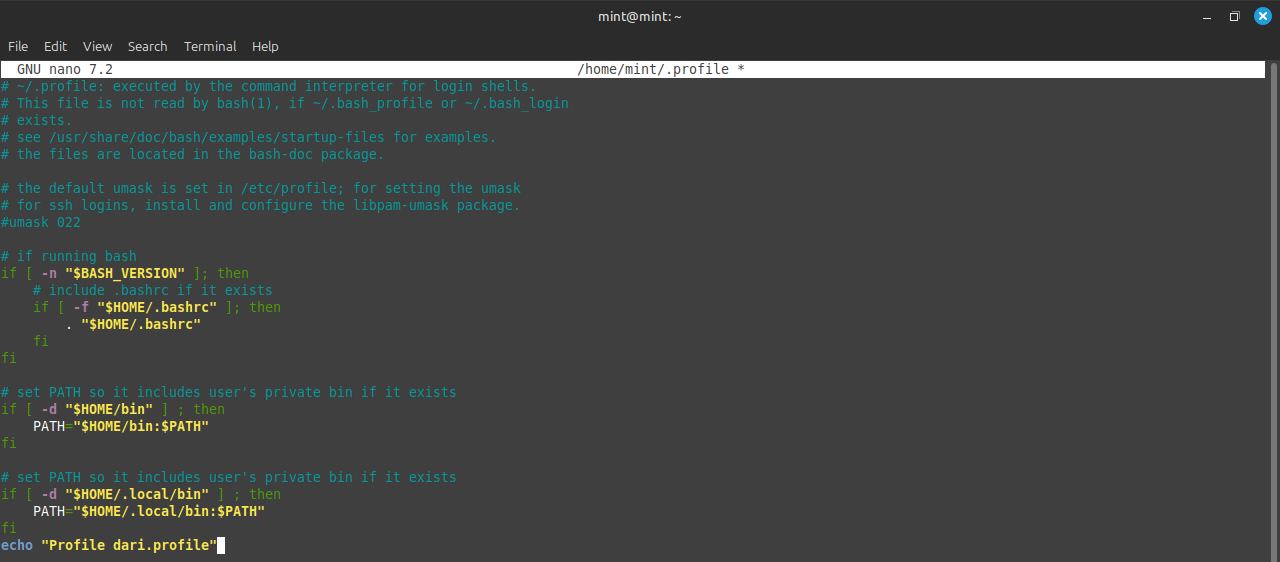 mint@mint: ~
File Edit View Search Terminal Help
GNU nano 7.2 /home/mint/.profile *
# ~/.profile: executed by the command interpreter for login shells.
# This file is not read by bash(1), if ~/.bash_profile or ~/.bash_login
# exists.
# see /usr/share/doc/bash/examples/startup-files for examples.
# the files are located in the bash-doc package.

# the default umask is set in /etc/profile; for setting the umask
# for ssh logins, install and configure the libpam-umask package.
#umask 022

# if running bash
if [ -n "$BASH_VERSION" ]; then
    # include .bashrc if it exists
    if [ -f "$HOME/.bashrc" ]; then
        . "$HOME/.bashrc"
    fi
fi

# set PATH so it includes user's private bin if it exists
if [ -d "$HOME/bin" ] ; then
    PATH="$HOME/bin:$PATH"
fi

# set PATH so it includes user's private bin if it exists
if [ -d "$HOME/.local/bin" ] ; then
    PATH="$HOME/.local/bin:$PATH"
fi
echo "Profile dari.profile"